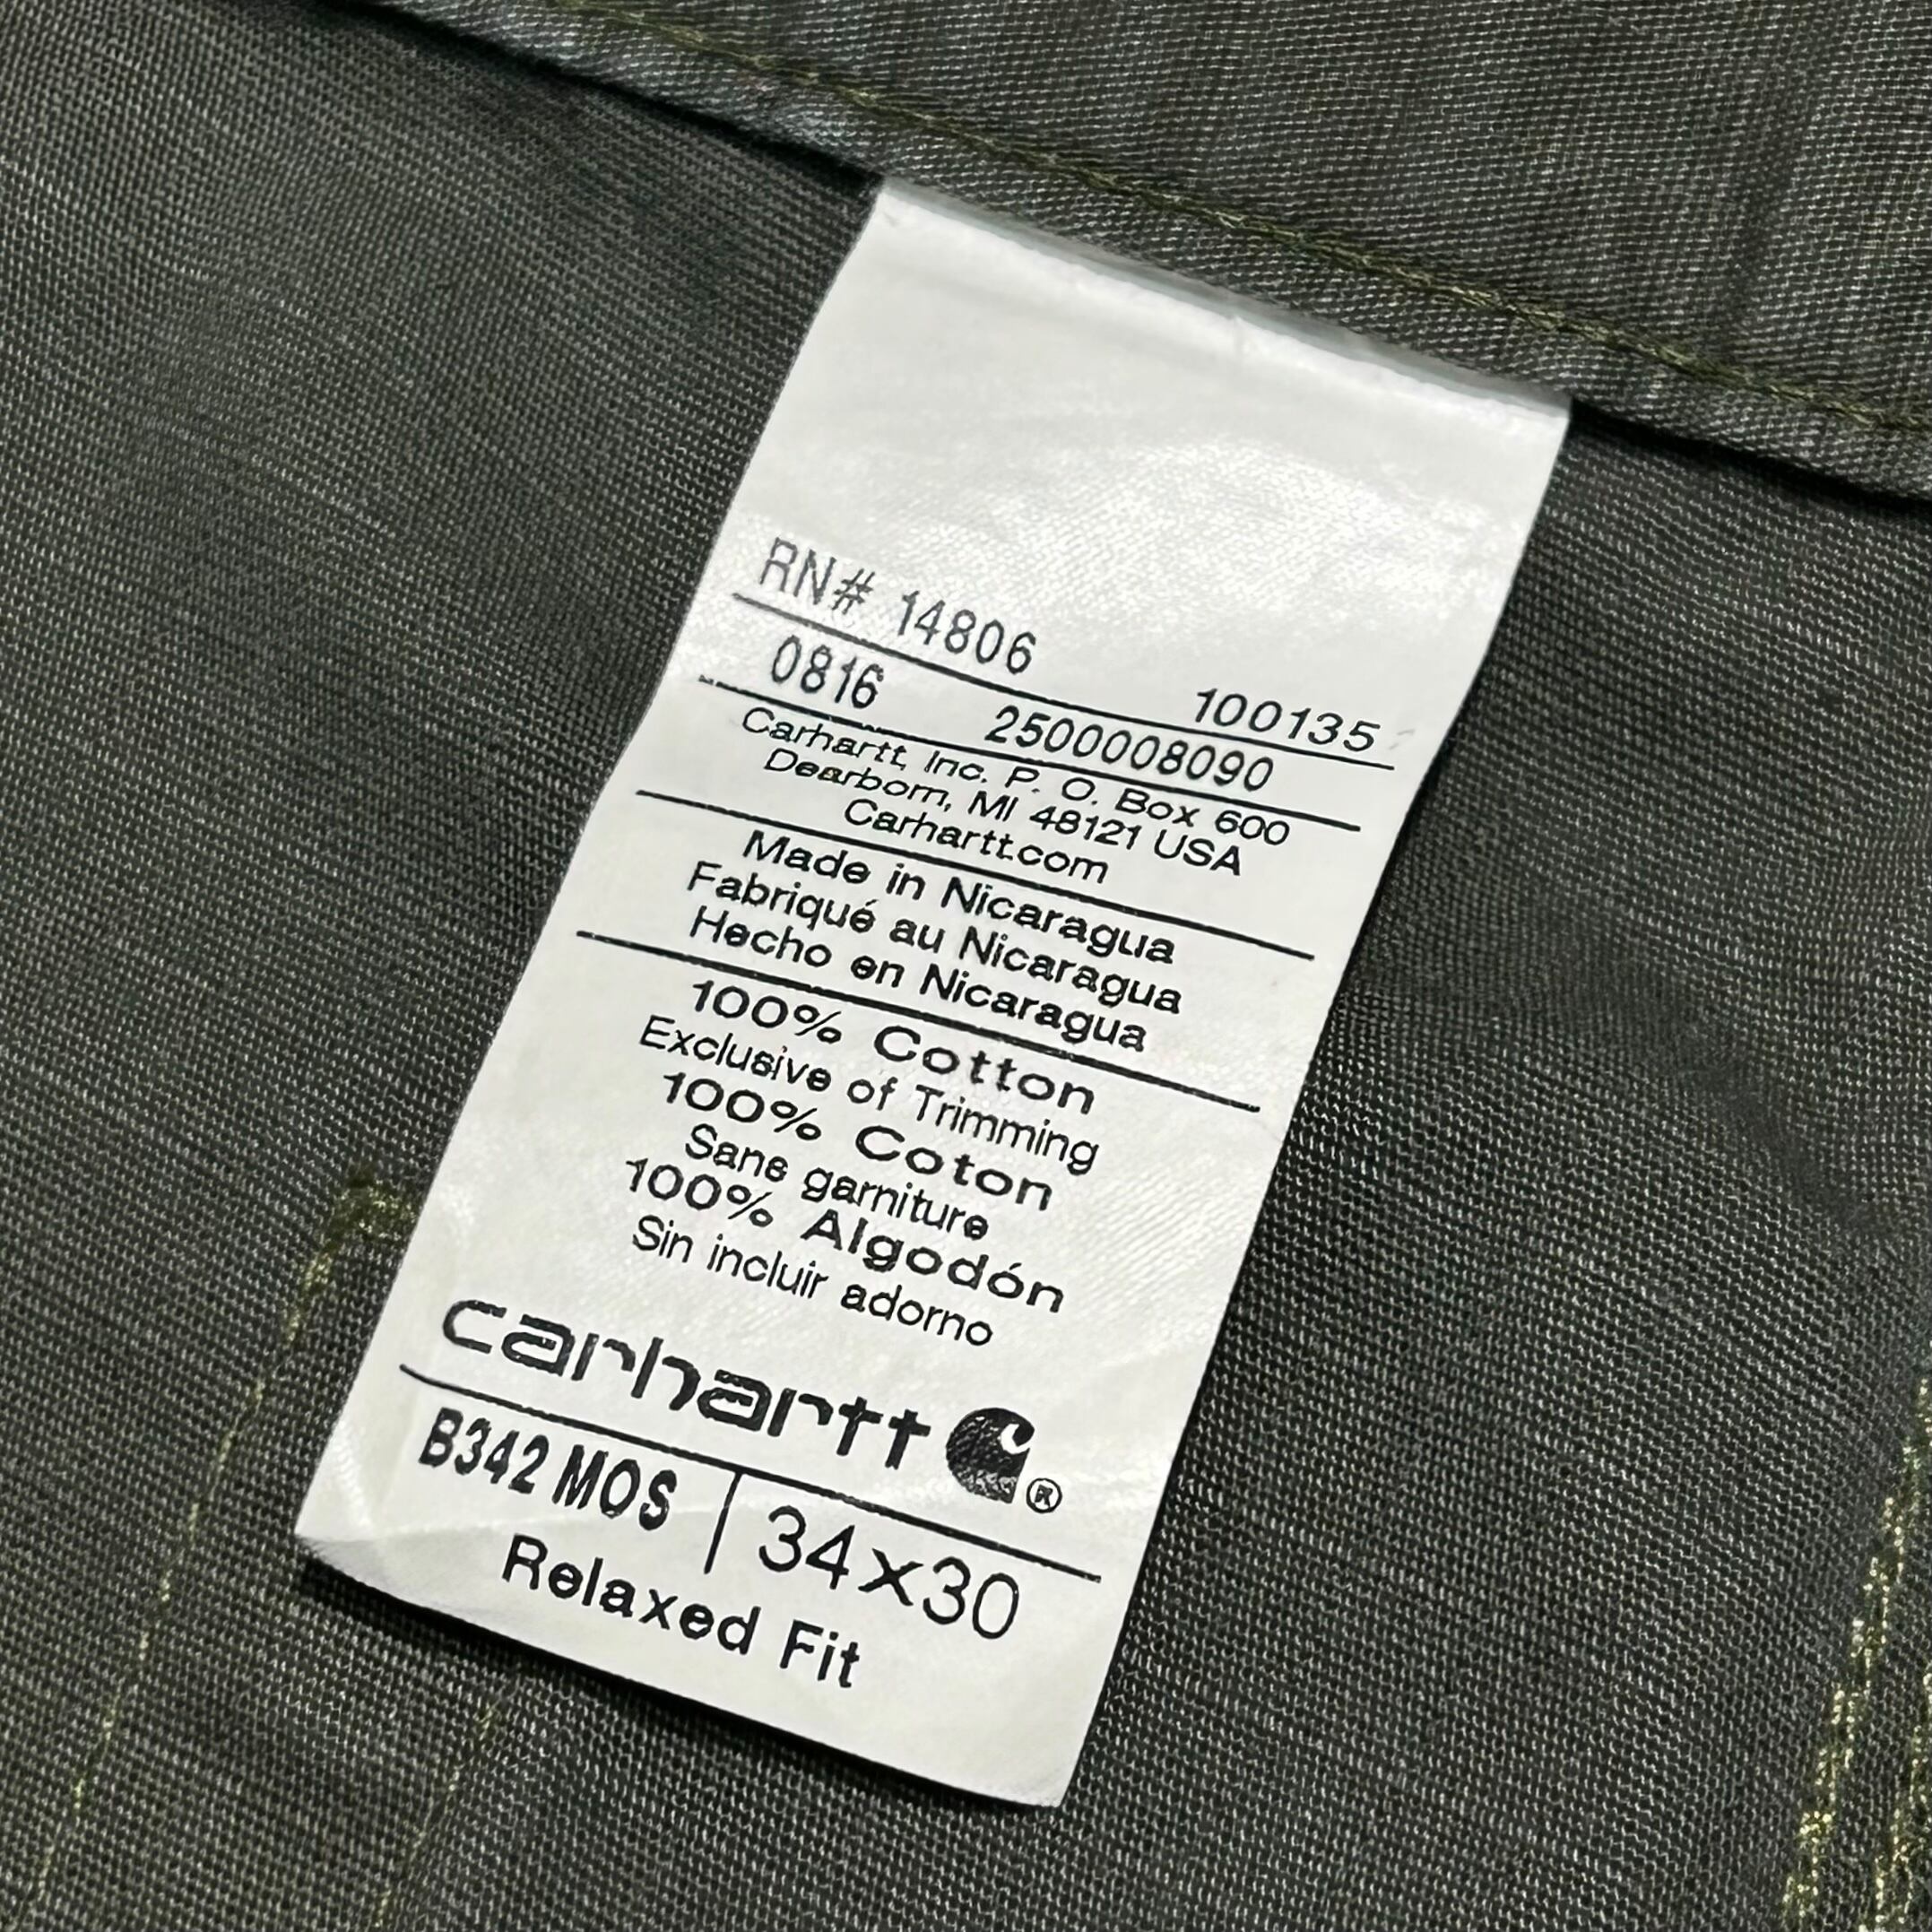 RN# 14806 100135
0816 2500008090
Carhartt, Inc. P. O. Box 600
Dearborn, MI 48121 USA
Carhartt.com
Made in Nicaragua
Fabriqué au Nicaragua
Hecho en Nicaragua
100% Cotton
Exclusive of Trimming
100% Coton
Sans garniture
100% Algodón
Sin incluir adorno
carhartt ®
B342 MOS | 34x30
Relaxed Fit